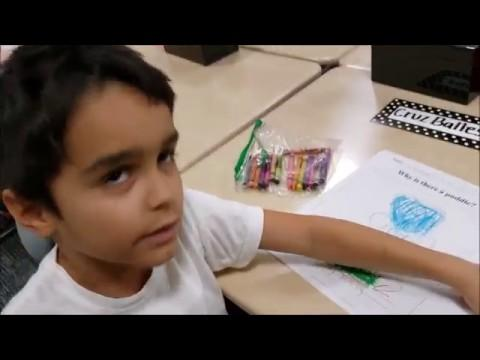 Cruz Balles
Why is there a puddle?